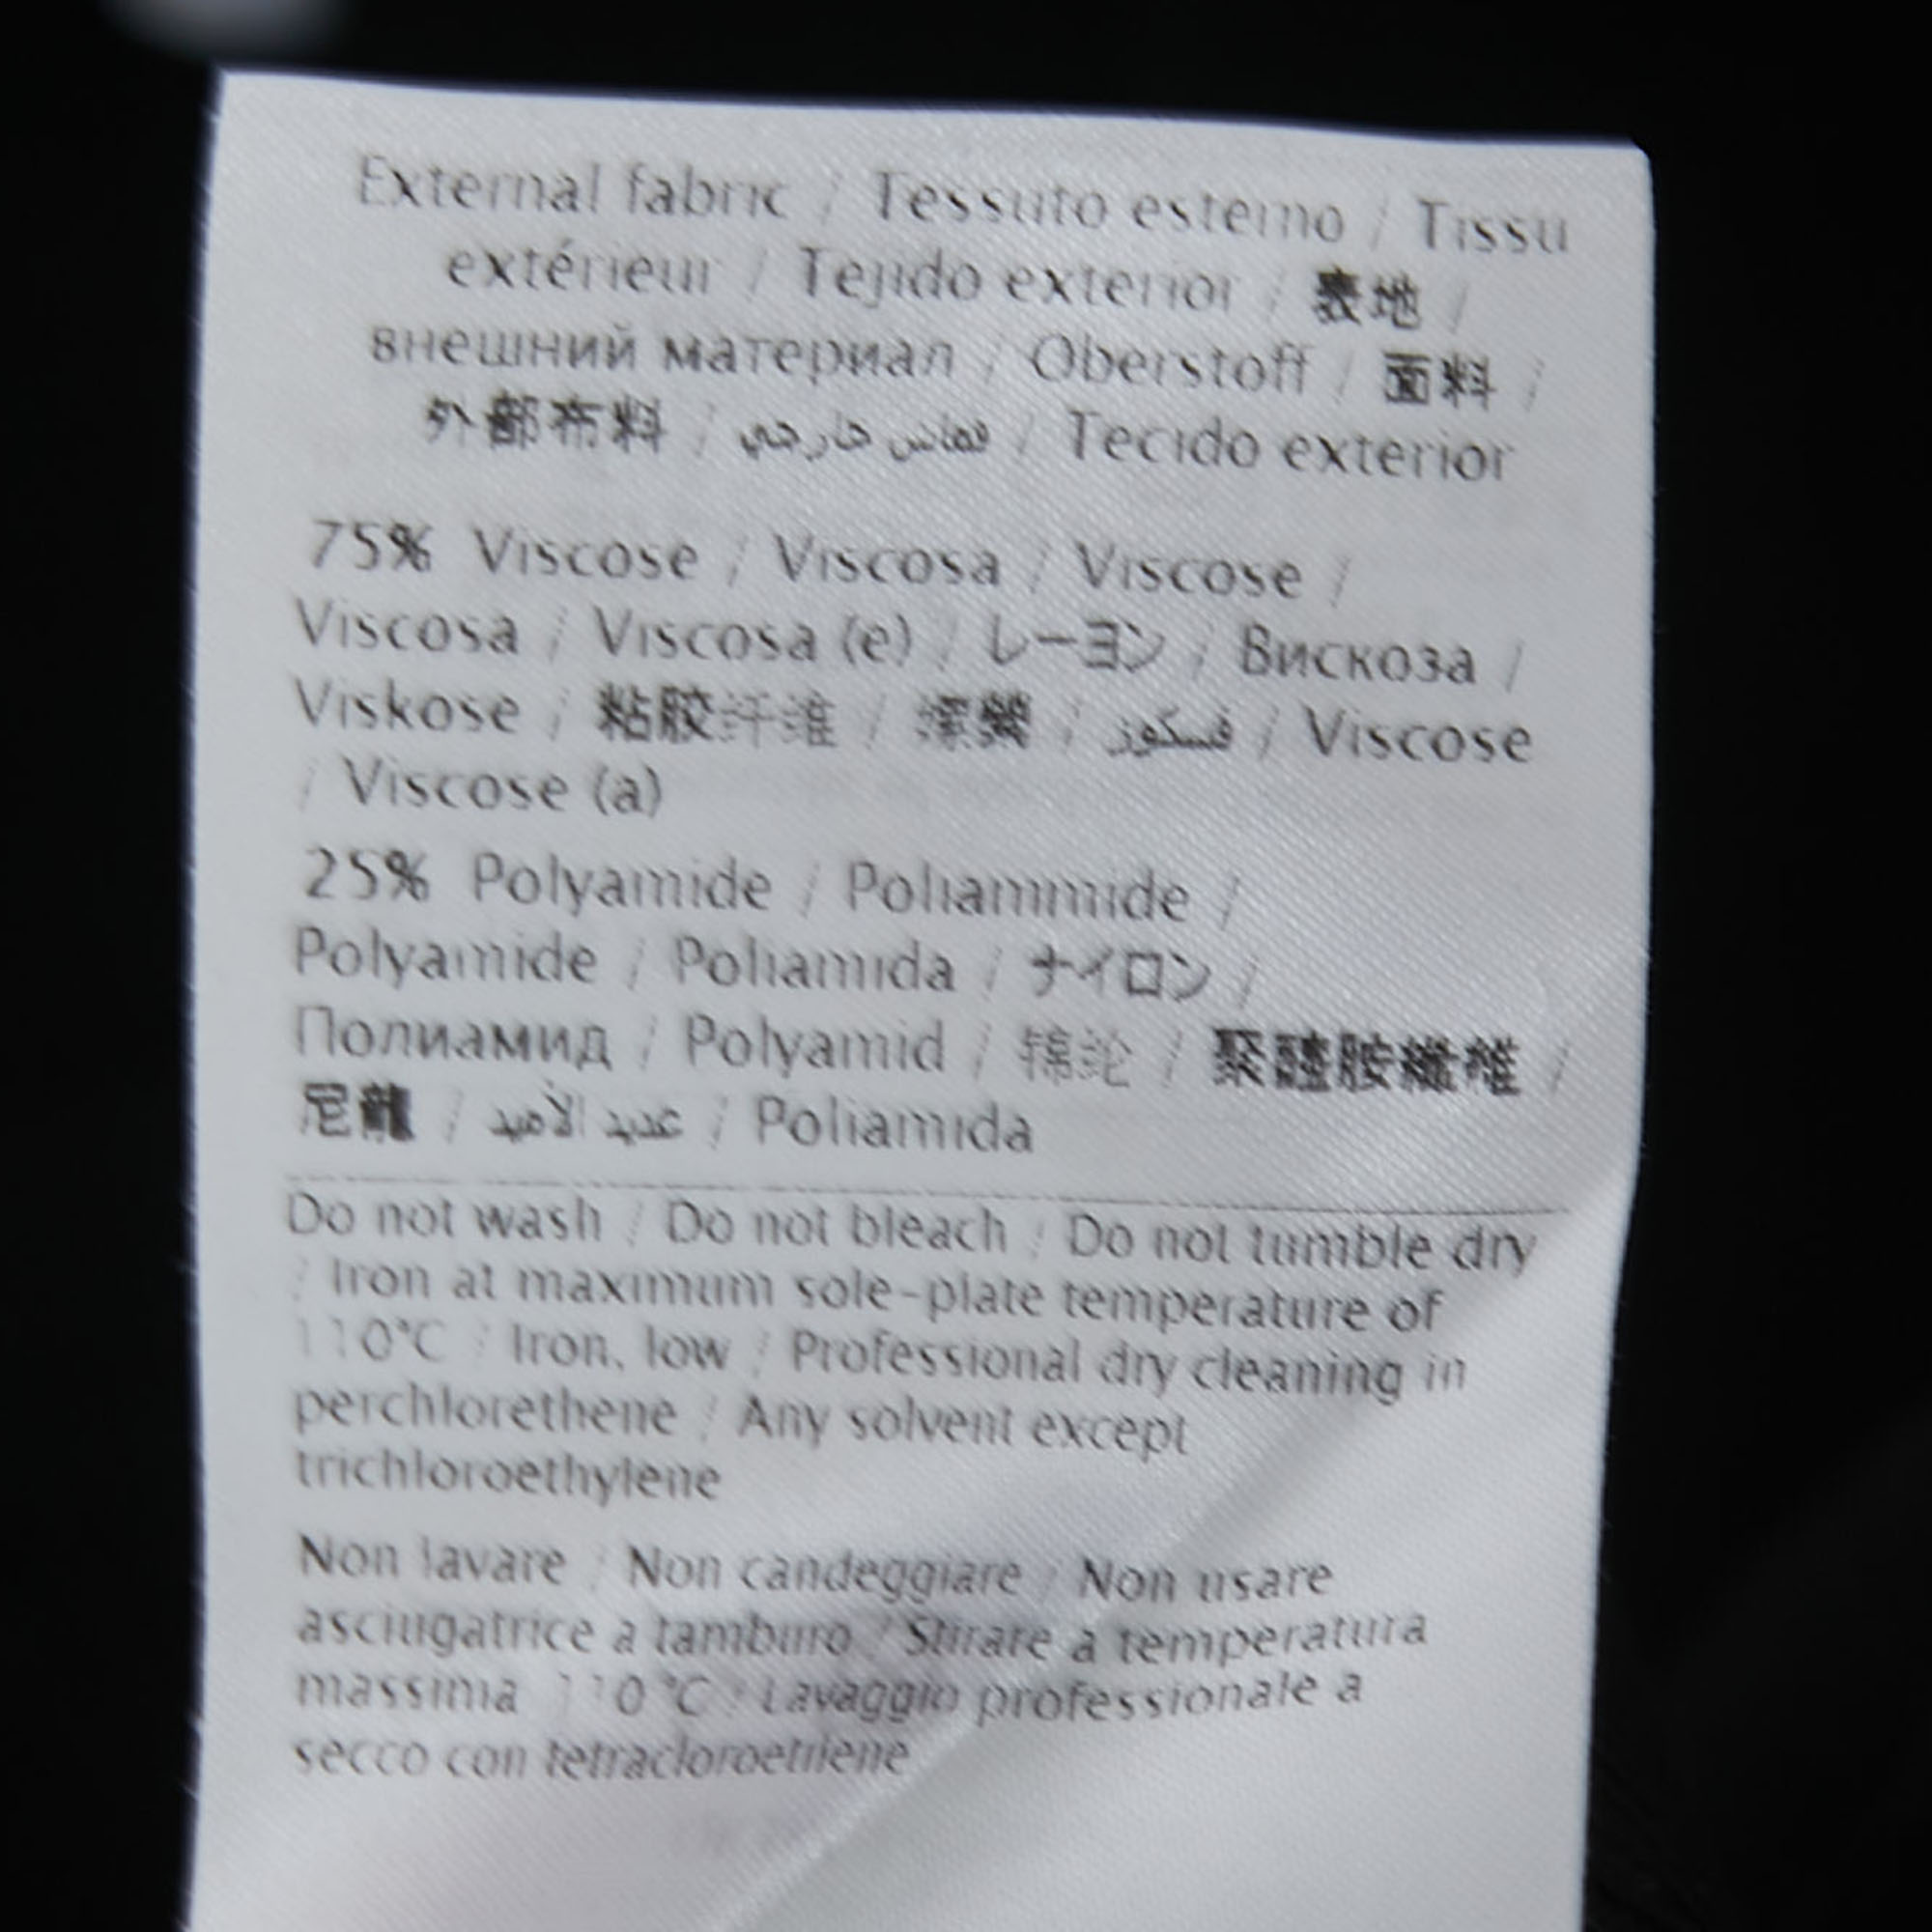 External fabric / Tessuto esterno / Tissu
extérieur / Tejido exterior / 表地 /
внешний материал / Oberstoff / 面料 /
外部布料 / قماش خارجي / Tecido exterior
75% Viscose / Viscosa / Viscose /
Viscosa / Viscosa (e) / レーヨン / Вискоза /
Viskose / 粘胶纤维 / / فسكوز / Viscose
/ Viscose (a)
25% Polyamide / Poliammide /
Polyamide / Poliamida / ナイロン /
Полиамид / Polyamid / 锦纶 / 聚醯胺纖維 /
尼龍 / عديد الأميد / Poliamida
Do not wash / Do not bleach / Do not tumble dry
/ Iron at maximum sole-plate temperature of
110°C / Iron, low / Professional dry cleaning in
perchlorethene / Any solvent except
trichloroethylene
Non lavare / Non candeggiare / Non usare
asciugatrice a tamburo / Stirare a temperatura
massima 110 °C / Lavaggio professionale a
secco con tetracloroetilene